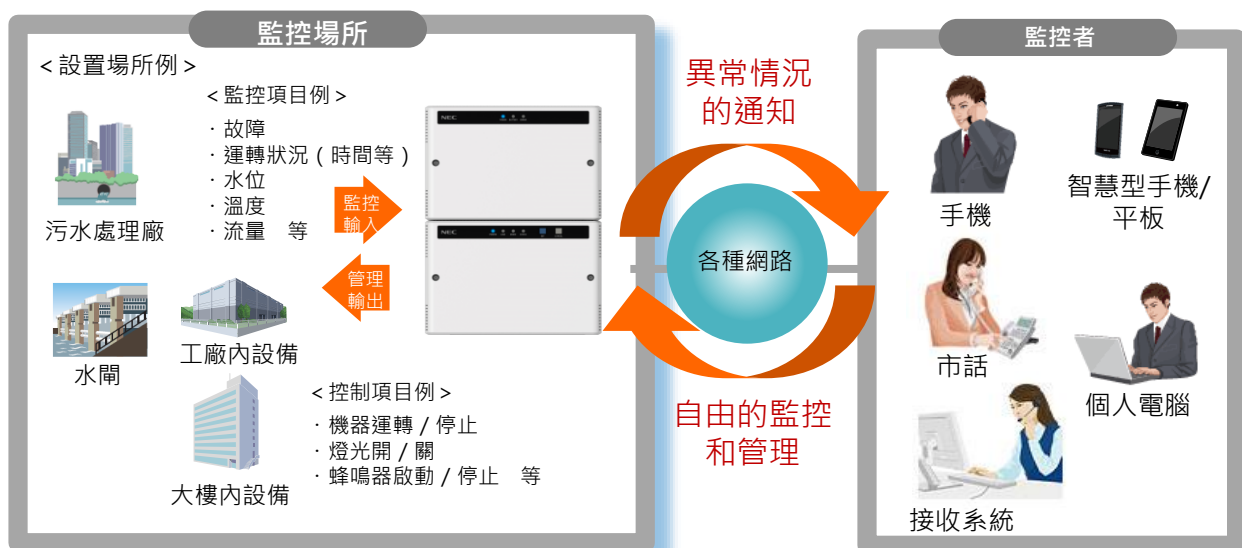 監控場所
<設置場所例>
<監控項目例>
・故障
・運轉狀況(時間等)
・水位
・溫度
・流量　等
污水處理廠
監控
輸入
管理
輸出
水閘
工廠內設備
<控制項目例>
・機器運轉/停止
・燈光開/關
・蜂鳴器啟動/停止　等
大樓內設備
NEC
NEC
異常情況
的通知
各種網路
自由的監控
和管理
監控者
手機
智慧型手機/
平板
市話
個人電腦
接收系統